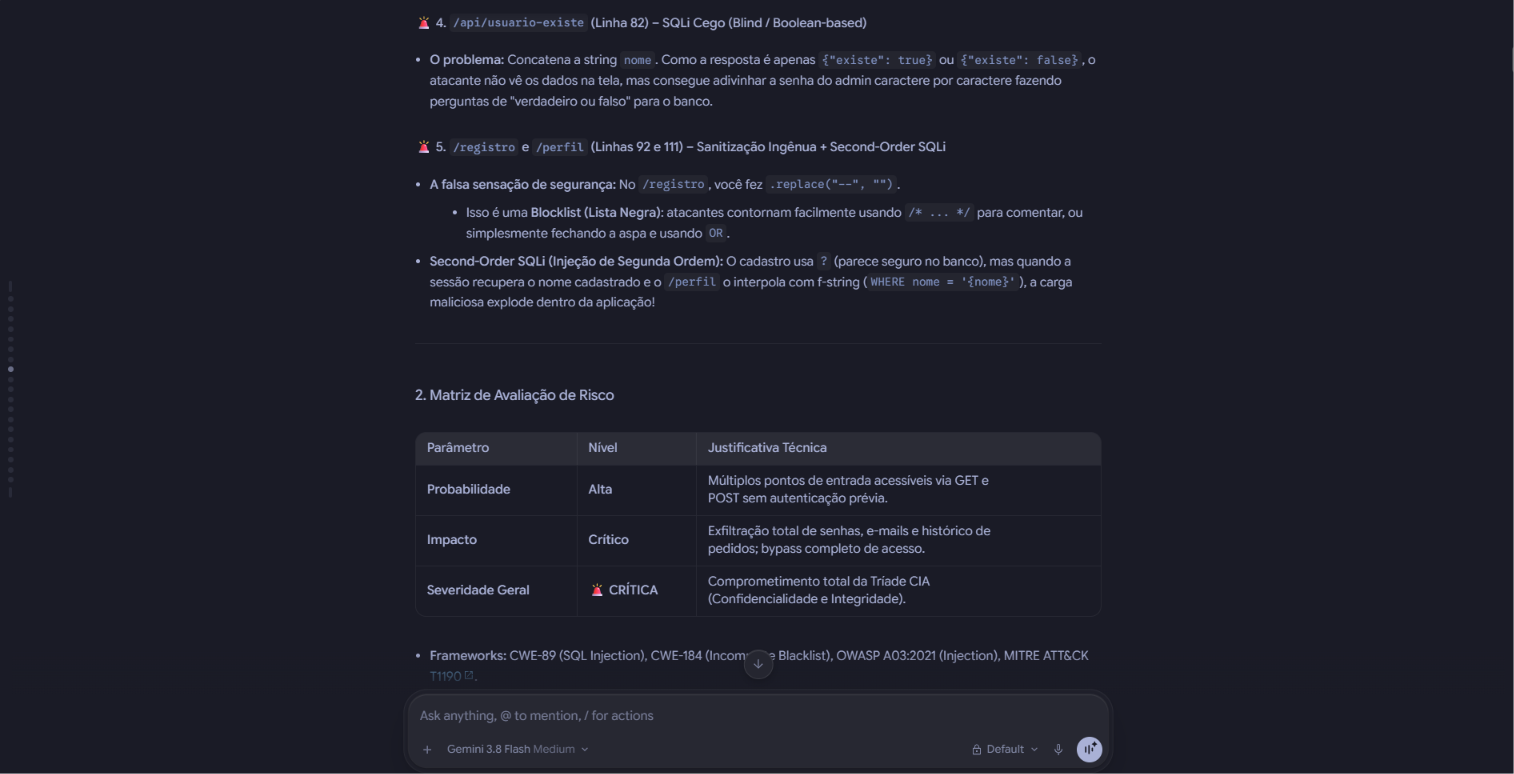 4. /api/usuario-existe (Linha 82) – SQLi Cego (Blind / Boolean-based)
• O problema: Concatena a string nome. Como a resposta é apenas {"existe": true} ou {"existe": false}, o
atacante não vê os dados na tela, mas consegue adivinhar a senha do admin caractere por caractere fazendo
perguntas de "verdadeiro ou falso" para o banco.
5. /registro e /perfil (Linhas 92 e 111) – Sanitização Ingênua + Second-Order SQLi
• A falsa sensação de segurança: No /registro, você fez .replace("--", "").
• Isso é uma Blocklist (Lista Negra): atacantes contornam facilmente usando /* ... */ para comentar, ou
simplesmente fechando a aspa e usando OR.
• Second-Order SQLi (Injeção de Segunda Ordem): O cadastro usa ? (parece seguro no banco), mas quando a
sessão recupera o nome cadastrado e o /perfil o interpola com f-string (WHERE nome = '{nome}'), a carga
maliciosa explode dentro da aplicação!
2. Matriz de Avaliação de Risco
Parâmetro Nível Justificativa Técnica
Probabilidade Alta Múltiplos pontos de entrada acessíveis via GET e
POST sem autenticação prévia.
Impacto Crítico Exfiltração total de senhas, e-mails e histórico de
pedidos; bypass completo de acesso.
Severidade Geral CRÍTICA Comprometimento total da Tríade CIA
(Confidencialidade e Integridade).
• Frameworks: CWE-89 (SQL Injection), CWE-184 (Incom e Blacklist), OWASP A03:2021 (Injection), MITRE ATT&CK
T1190.
Ask anything, @ to mention, / for actions
Gemini 3.8 Flash Medium Default